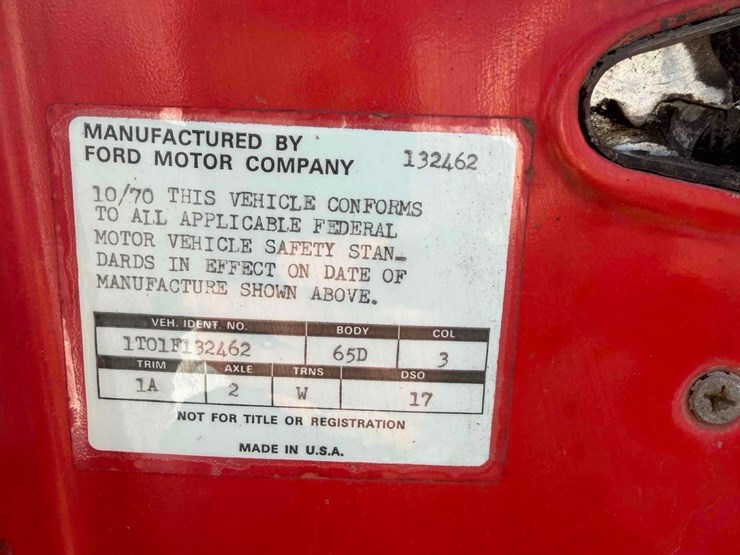 MANUFACTURED BY
FORD MOTOR COMPANY 132462
10/70 THIS VEHICLE CONFORMS
TO ALL APPLICABLE FEDERAL
MOTOR VEHICLE SAFETY STAN-
DARDS IN EFFECT ON DATE OF
MANUFACTURE SHOWN ABOVE.
VEH. IDENT. NO. BODY COL
1T01F132462 65D 3
TRIM AXLE TRNS DSO
1A 2 W 17
NOT FOR TITLE OR REGISTRATION
MADE IN U.S.A.